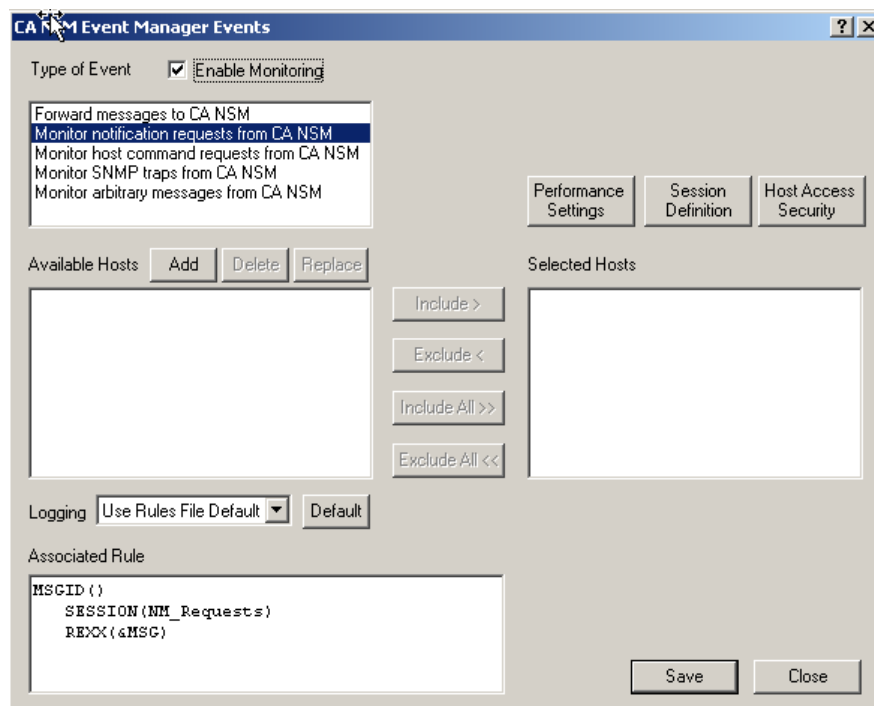 CA NSM Event Manager Events
Type of Event Enable Monitoring
Forward messages to CA NSM
Monitor notification requests from CA NSM
Monitor host command requests from CA NSM
Monitor SNMP traps from CA NSM
Monitor arbitrary messages from CA NSM
Performance Settings
Session Definition
Host Access Security
Available Hosts Add Delete Replace
Selected Hosts
Include >
Exclude <
Include All >>
Exclude All <<
Logging Use Rules File Default Default
Associated Rule
MSGID()
SESSION(NM_Requests)
REXX(&MSG)
Save Close